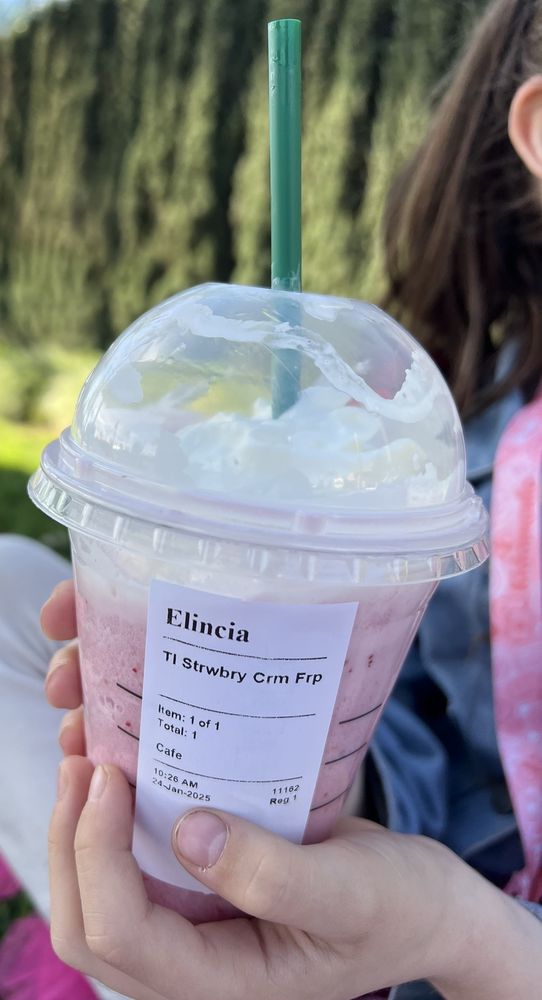 Elincia
Tl Strwbry Crm Frp
Item: 1 of 1
Total: 1
Cafe
10:26 AM 11162
24-Jan-2025 Reg 1